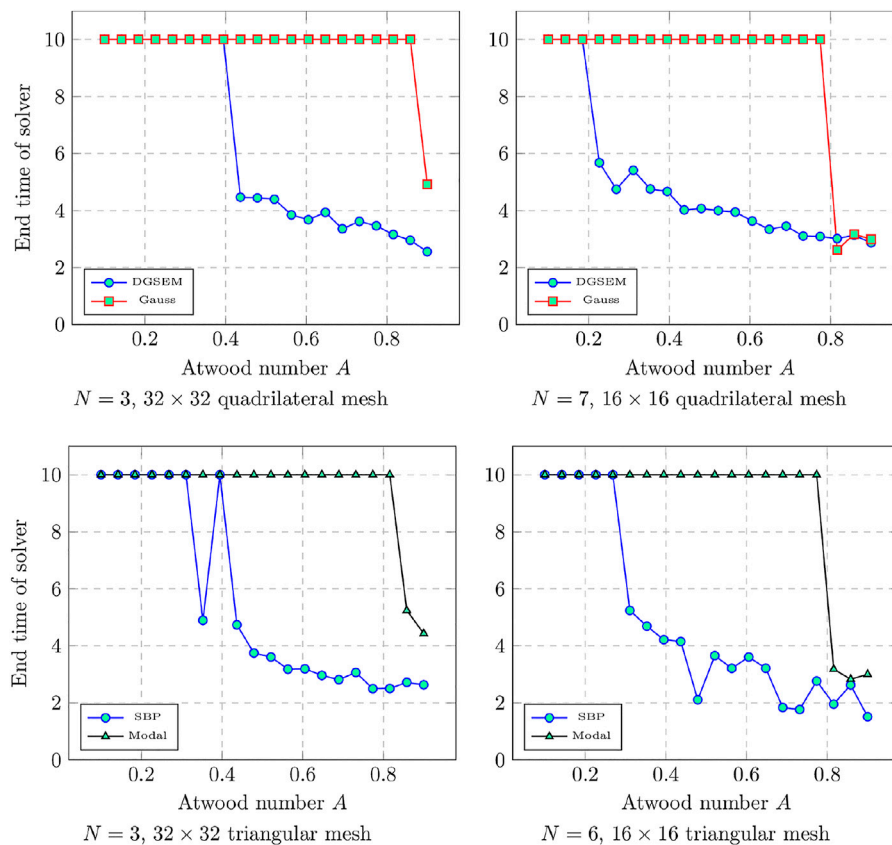 10
8
6
4
2
0
End time of solver
DGSEM
Gauss
0.2 0.4 0.6 0.8
Atwood number A
N = 3, 32 × 32 quadrilateral mesh
10
8
6
4
2
0
DGSEM
Gauss
0.2 0.4 0.6 0.8
Atwood number A
N = 7, 16 × 16 quadrilateral mesh
10
8
6
4
2
0
End time of solver
SBP
Modal
0.2 0.4 0.6 0.8
Atwood number A
N = 3, 32 × 32 triangular mesh
10
8
6
4
2
0
SBP
Modal
0.2 0.4 0.6 0.8
Atwood number A
N = 6, 16 × 16 triangular mesh